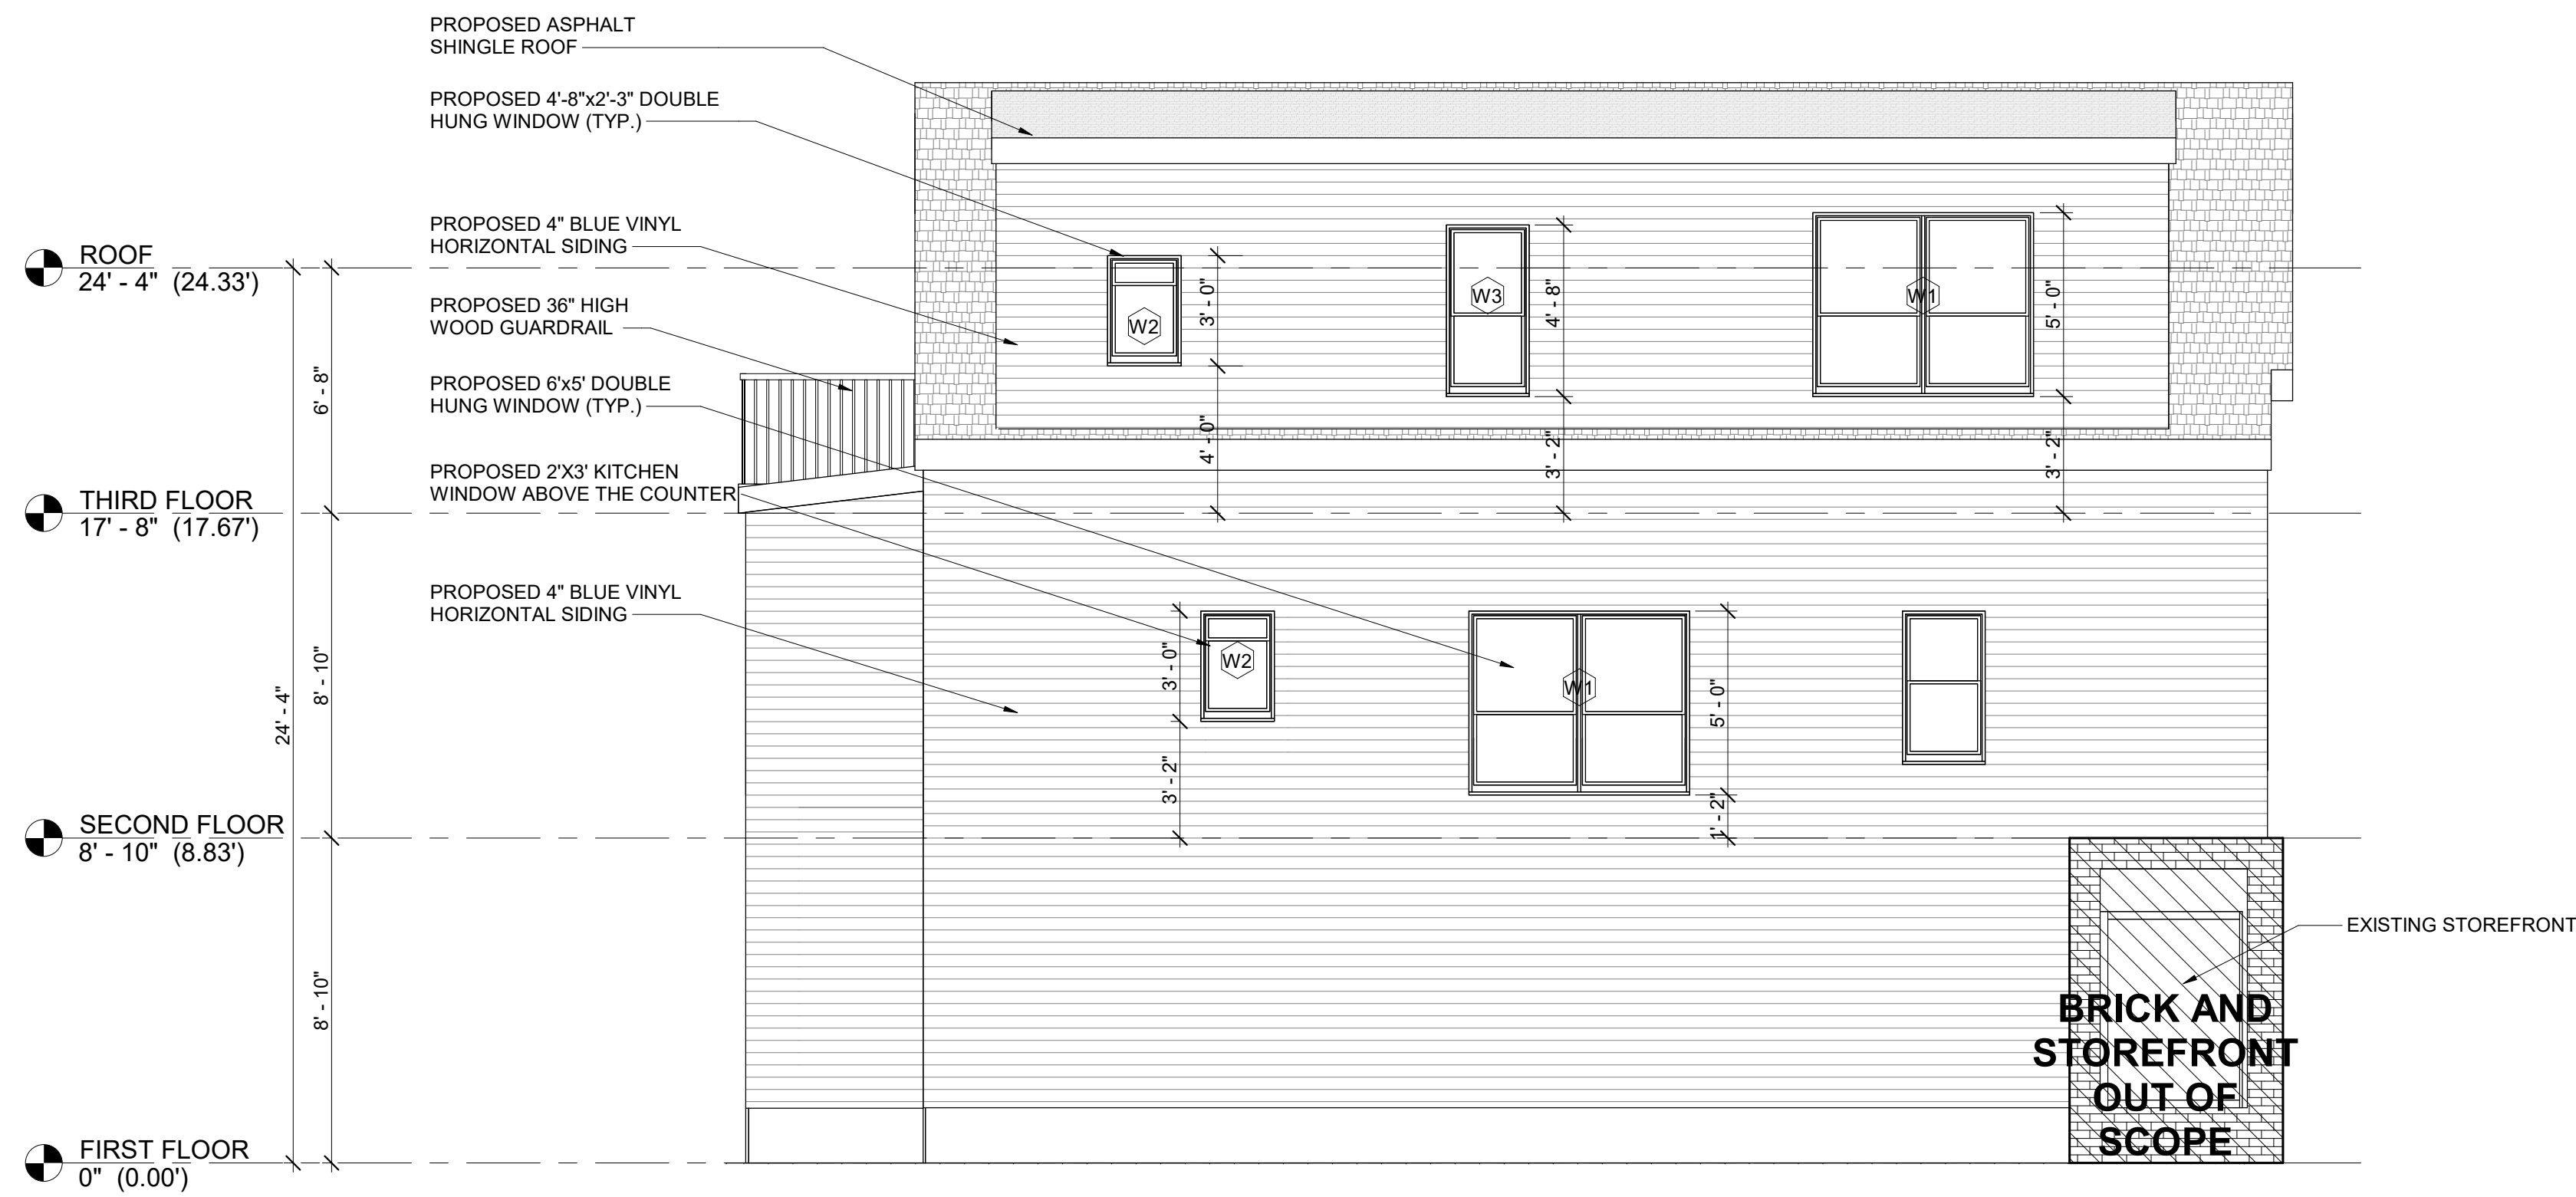 PROPOSED ASPHALT
SHINGLE ROOF
PROPOSED 4'-8"x2'-3" DOUBLE
HUNG WINDOW (TYP.)
PROPOSED 4" BLUE VINYL
HORIZONTAL SIDING
ROOF
24' - 4" (24.33')
PROPOSED 36" HIGH
WOOD GUARDRAIL
PROPOSED 6'x5' DOUBLE
HUNG WINDOW (TYP.)
PROPOSED 2'X3' KITCHEN
WINDOW ABOVE THE COUNTER
THIRD FLOOR
17' - 8" (17.67')
PROPOSED 4" BLUE VINYL
HORIZONTAL SIDING
SECOND FLOOR
8' - 10" (8.83')
FIRST FLOOR
0" (0.00')
24' - 4"
6' - 8"
8' - 10"
8' - 10"
W2
3' - 0"
4' - 0"
W3
4' - 8"
3' - 2"
W1
5' - 0"
3' - 2"
3' - 0"
3' - 2"
W2
W1
5' - 0"
1' - 2"
EXISTING STOREFRONT
BRICK AND
STOREFRONT
OUT OF
SCOPE